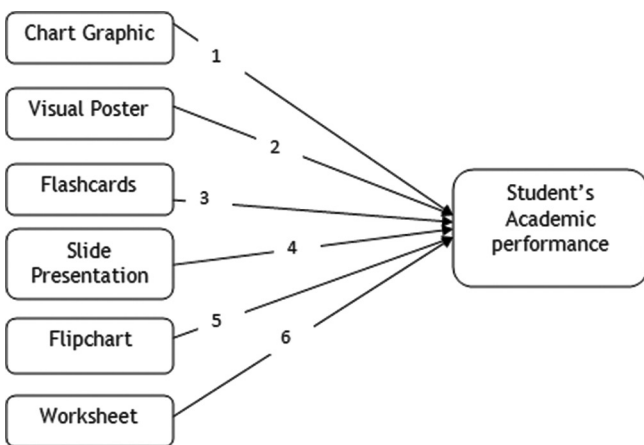 Chart Graphic
1
Visual Poster
2
Flashcards
3
Slide
Presentation
4
Flipchart
5
Worksheet
6
Student’s
Academic
performance